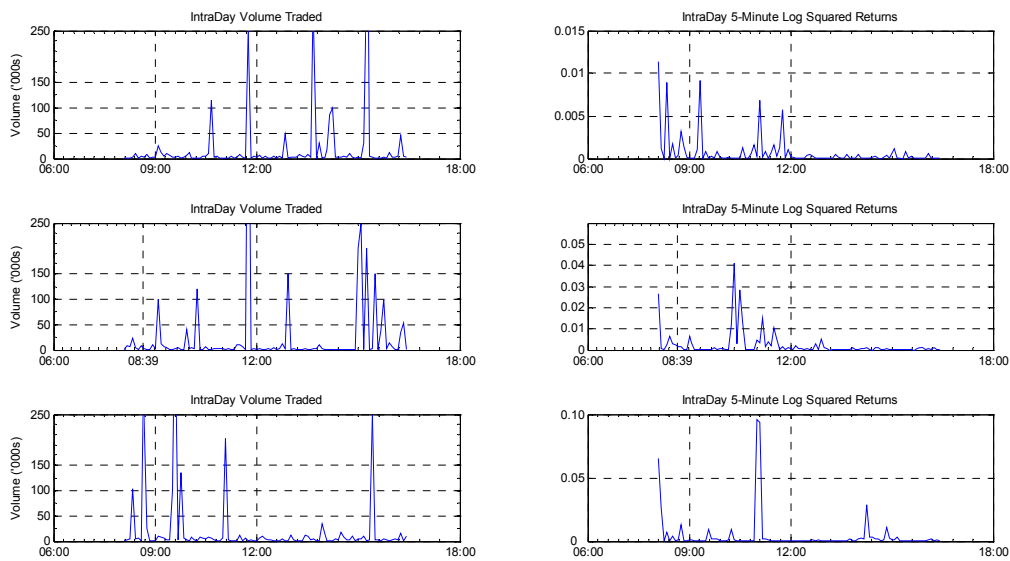 IntraDay Volume Traded
250
150
100
50
0
Volume ('000s)
06:00 09:00 12:00 18:00
IntraDay 5-Minute Log Squared Returns
0.015
0.01
0.005
0
06:00 09:00 12:00 18:00
IntraDay Volume Traded
250
150
100
50
0
Volume ('000s)
06:00 08:39 12:00 18:00
IntraDay 5-Minute Log Squared Returns
0.05
0.04
0.03
0.02
0.01
0
06:00 08:39 12:00 18:00
IntraDay Volume Traded
250
150
100
50
0
Volume ('000s)
06:00 09:00 12:00 18:00
IntraDay 5-Minute Log Squared Returns
0.10
0.05
0
06:00 09:00 12:00 18:00